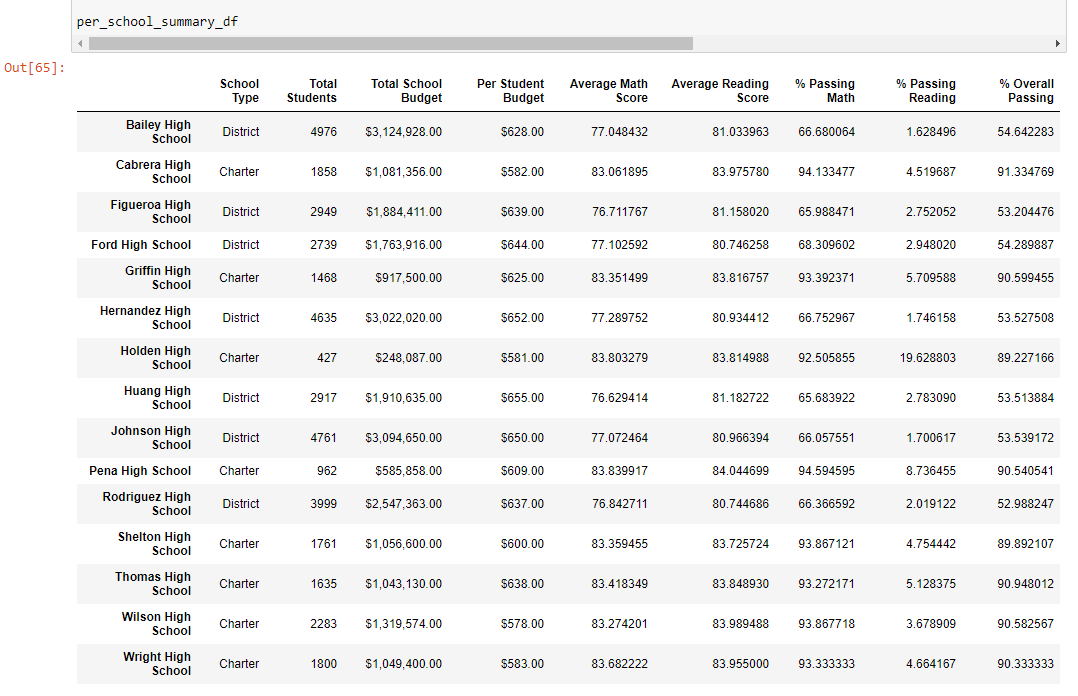 per_school_summary_df
Out[65]:
School Type Total Students Total School Budget Per Student Budget Average Math Score Average Reading Score % Passing Math % Passing Reading % Overall Passing
Bailey High School District 4976 $3,124,928.00 $628.00 77.048432 81.033963 66.680064 1.628496 54.642283
Cabrera High School Charter 1858 $1,081,356.00 $582.00 83.061895 83.975780 94.133477 4.519687 91.334769
Figueroa High School District 2949 $1,884,411.00 $639.00 76.711767 81.158020 65.988471 2.752052 53.204476
Ford High School District 2739 $1,763,916.00 $644.00 77.102592 80.746258 68.309602 2.948020 54.289887
Griffin High School Charter 1468 $917,500.00 $625.00 83.351499 83.816757 93.392371 5.709588 90.599455
Hernandez High School District 4635 $3,022,020.00 $652.00 77.289752 80.934412 66.752967 1.746158 53.527508
Holden High School Charter 427 $248,087.00 $581.00 83.803279 83.814988 92.505855 19.628803 89.227166
Huang High School District 2917 $1,910,635.00 $655.00 76.629414 81.182722 65.683922 2.783090 53.513884
Johnson High School District 4761 $3,094,650.00 $650.00 77.072464 80.966394 66.057551 1.700617 53.539172
Pena High School Charter 962 $585,858.00 $609.00 83.839917 84.044699 94.594595 8.736455 90.540541
Rodriguez High School District 3999 $2,547,363.00 $637.00 76.842711 80.744686 66.366592 2.019122 52.988247
Shelton High School Charter 1761 $1,056,600.00 $600.00 83.359455 83.725724 93.867121 4.754442 89.892107
Thomas High School Charter 1635 $1,043,130.00 $638.00 83.418349 83.848930 93.272171 5.128375 90.948012
Wilson High School Charter 2283 $1,319,574.00 $578.00 83.274201 83.989488 93.867718 3.678909 90.582567
Wright High School Charter 1800 $1,049,400.00 $583.00 83.682222 83.955000 93.333333 4.664167 90.333333